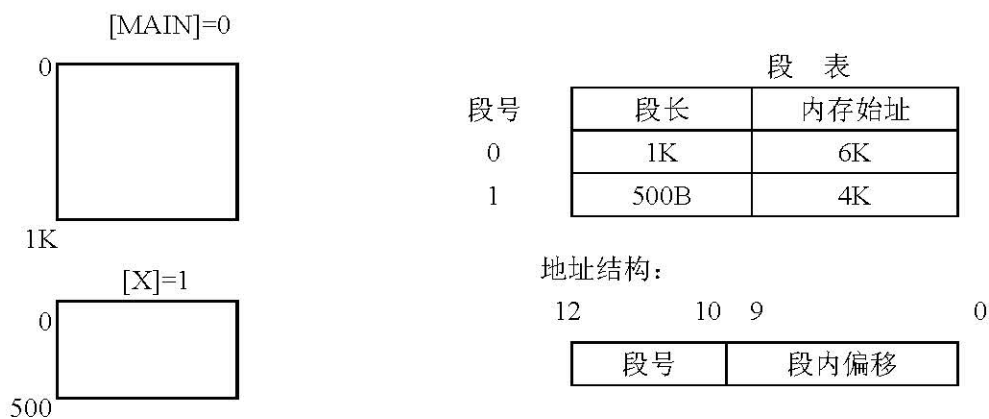 [MAIN]=0
0
1K
[X]=1
0
500
段 表
段号 段长 内存始址
0 1K 6K
1 500B 4K
地址结构：
12 10 9 0
段号 段内偏移